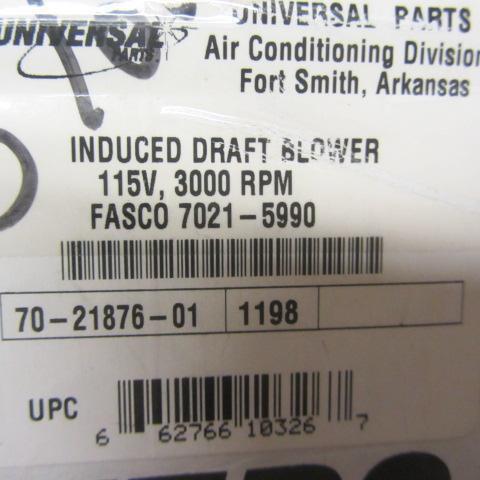 UNIVERSAL
PARTS
UNIVERSAL PARTS
Air Conditioning Division
Fort Smith, Arkansas
INDUCED DRAFT BLOWER
115V, 3000 RPM
FASCO 7021-5990
70-21876-01 1198
UPC
6 62766 10326 7